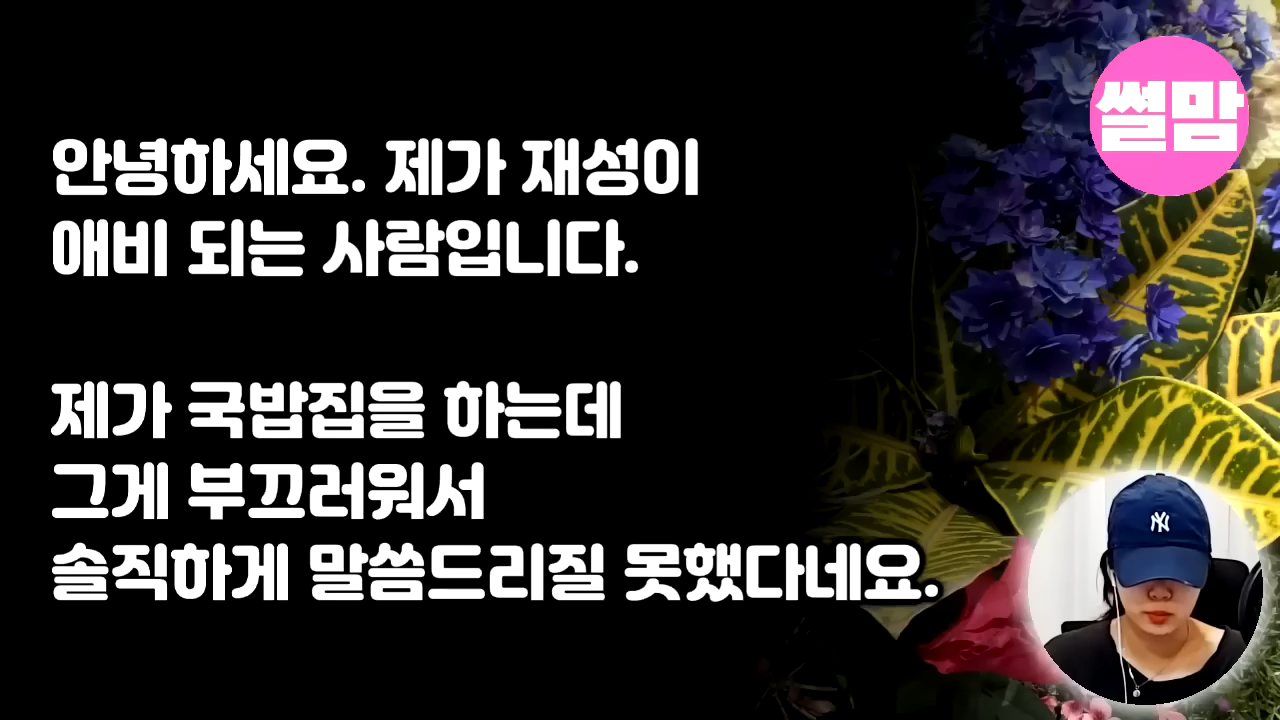 썰맘
안녕하세요. 제가 재성이
애비 되는 사람입니다.
제가 국밥집을 하는데
그게 부끄러워서
솔직하게 말씀드리질 못했다네요.
NY